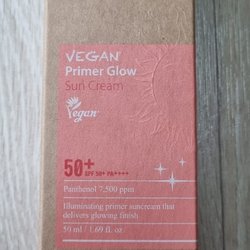 VEGAN
Primer Glow
Sun Cream
Vegan
50+
SPF 50+ PA++++
Panthenol 7,500 ppm
Illuminating primer suncream that
delivers glowing finish
50 ml / 1.69 fl. oz.